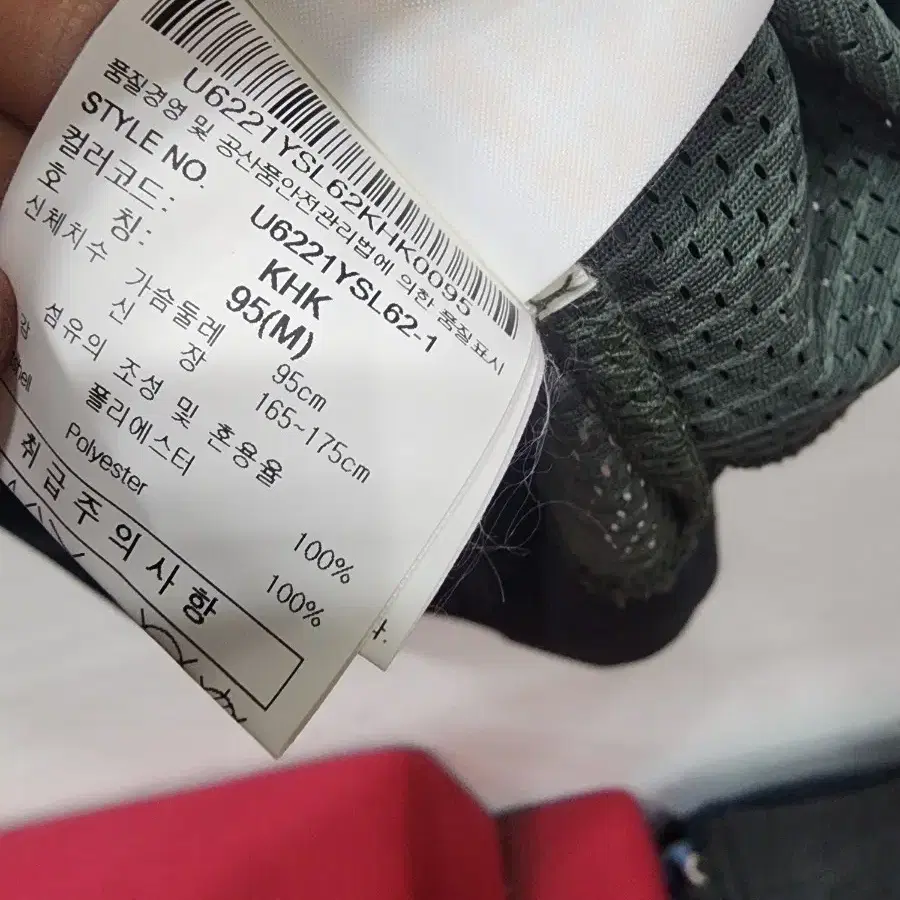 U6221YSL62KHK0095
품질경영 및 공산품안전관리법에 의한 품질표시
STYLE NO. U6221YSL62-1
컬러코드: KHK
호 칭: 95(M)
신체치수 가슴둘레 95cm
신 장 165~175cm
섬유의 조성 및 혼용율
폴리에스터 100%
Polyester 100%
취급주의사항